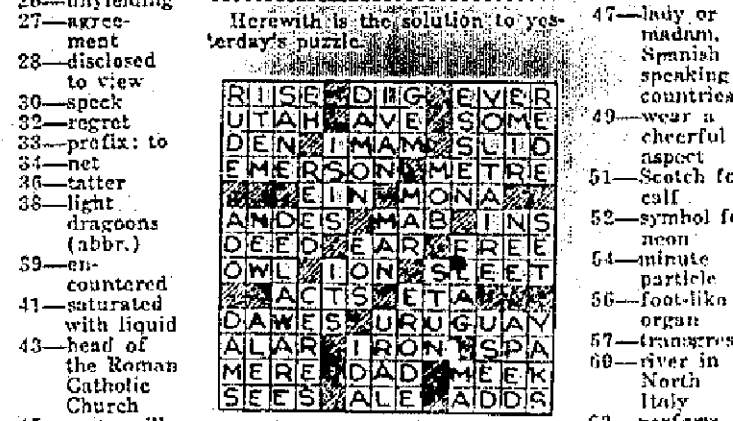 27—agree-
ment
28—disclosed
to view
30—speck
32—regret
33—prefix: to
34—net
36—tatter
38—light
dragoons
(abbr.)
39—en-
countered
41—saturated
with liquid
43—head of
the Roman
Catholic
Church
Herewith is the solution to yes-
terday's puzzle.
RISE DIG EVER
UTAH AVE SOME
DEN IMAM SLID
EMERSON METRE
EIN MONA
ANDES MAB INS
DEED EAR FREE
OWL ION SLEET
ACTS ETA
DAWES URUGUAY
ALAR IRON SPA
MERE DAD MEEK
SEES ALE ADDS
47—lady or
madam,
Spanish
speaking
countries
49—wear a
cheerful
aspect
51—Scotch fo
calf
52—symbol fo
neon
54—minute
particle
56—foot-like
organ
57—transgres
60—river in
North
Italy